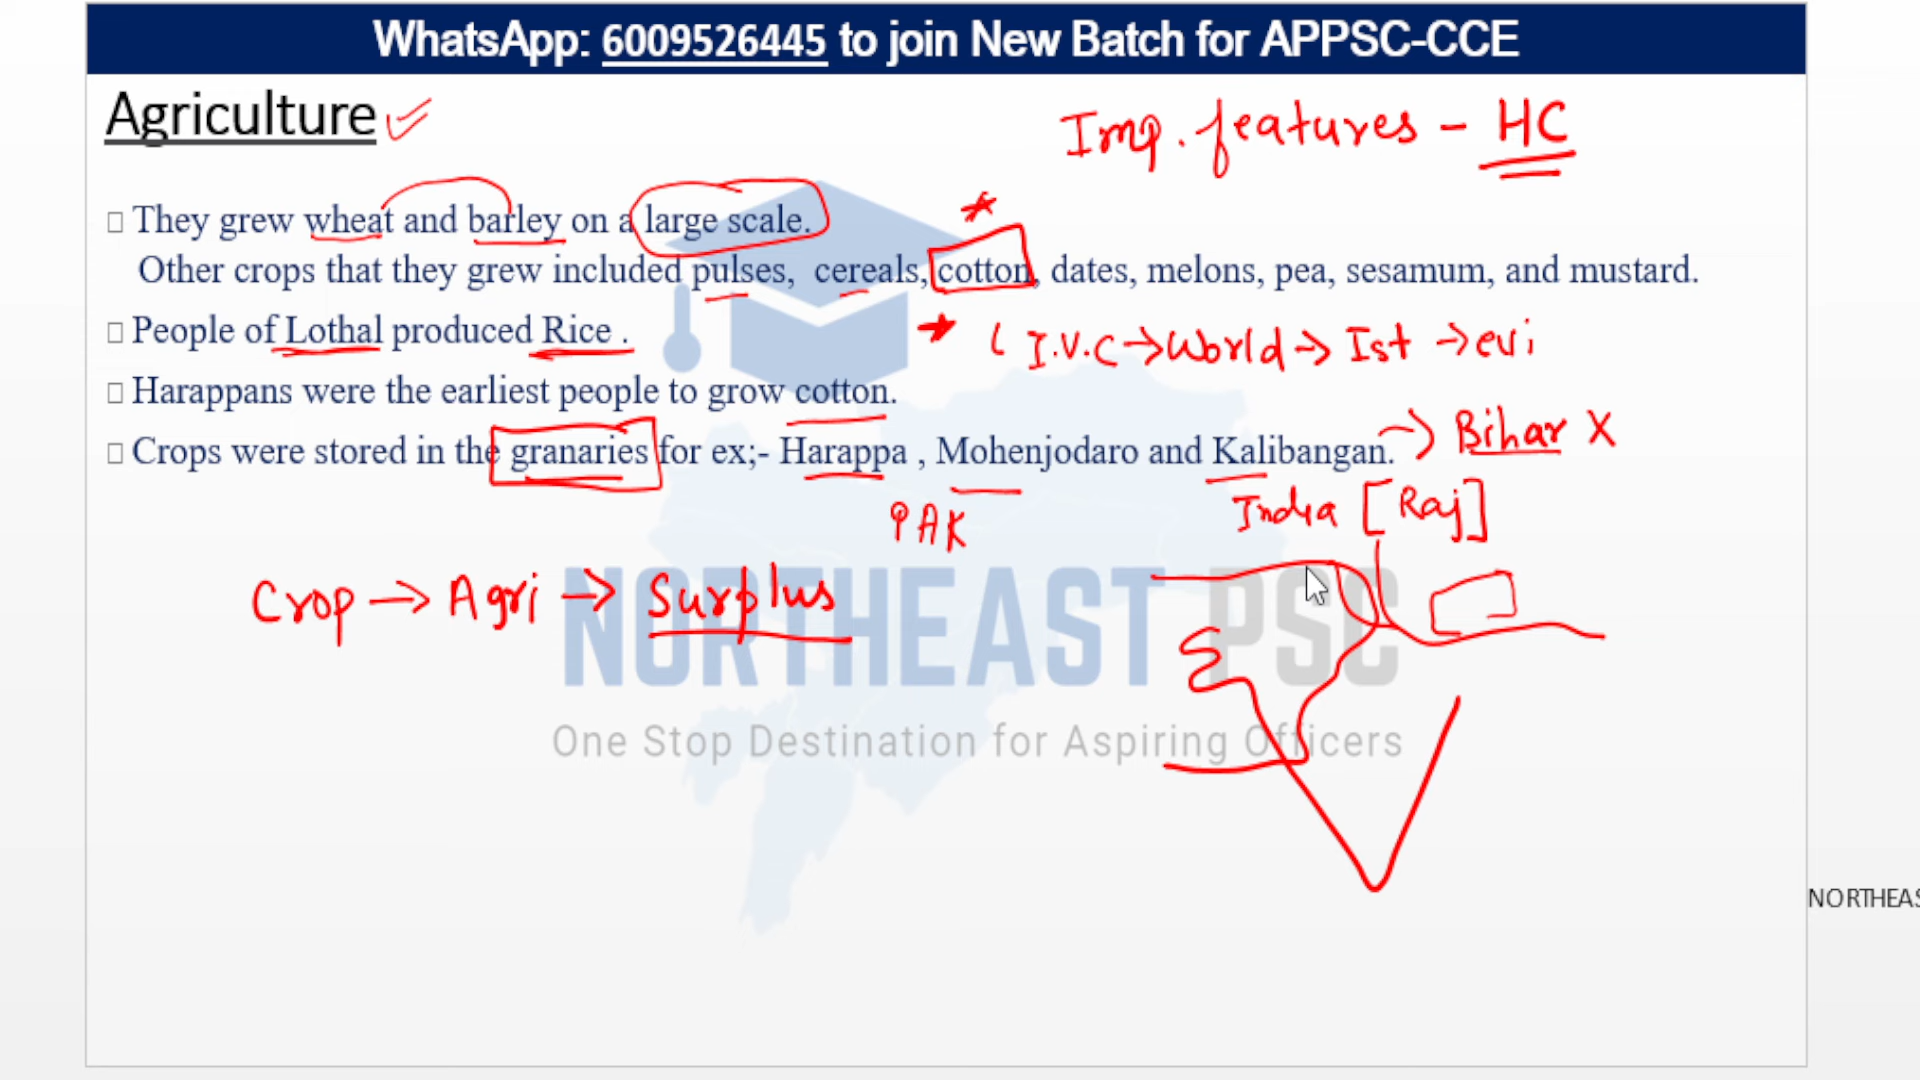 WhatsApp: 6009526445 to join New Batch for APPSC-CCE
Agriculture
Imp. features - HC
They grew wheat and barley on a large scale.
Other crops that they grew included pulses, cereals, cotton, dates, melons, pea, sesamum, and mustard.
People of Lothal produced Rice .
( I.V.C → World → Ist → evi
Harappans were the earliest people to grow cotton.
Crops were stored in the granaries for ex;- Harappa , Mohenjodaro and Kalibangan.
→ Bihar X
PAK
India [Raj]
Crop → Agri → Surplus
NORTHEAST PSC
One Stop Destination for Aspiring Officers
NORTHEAS